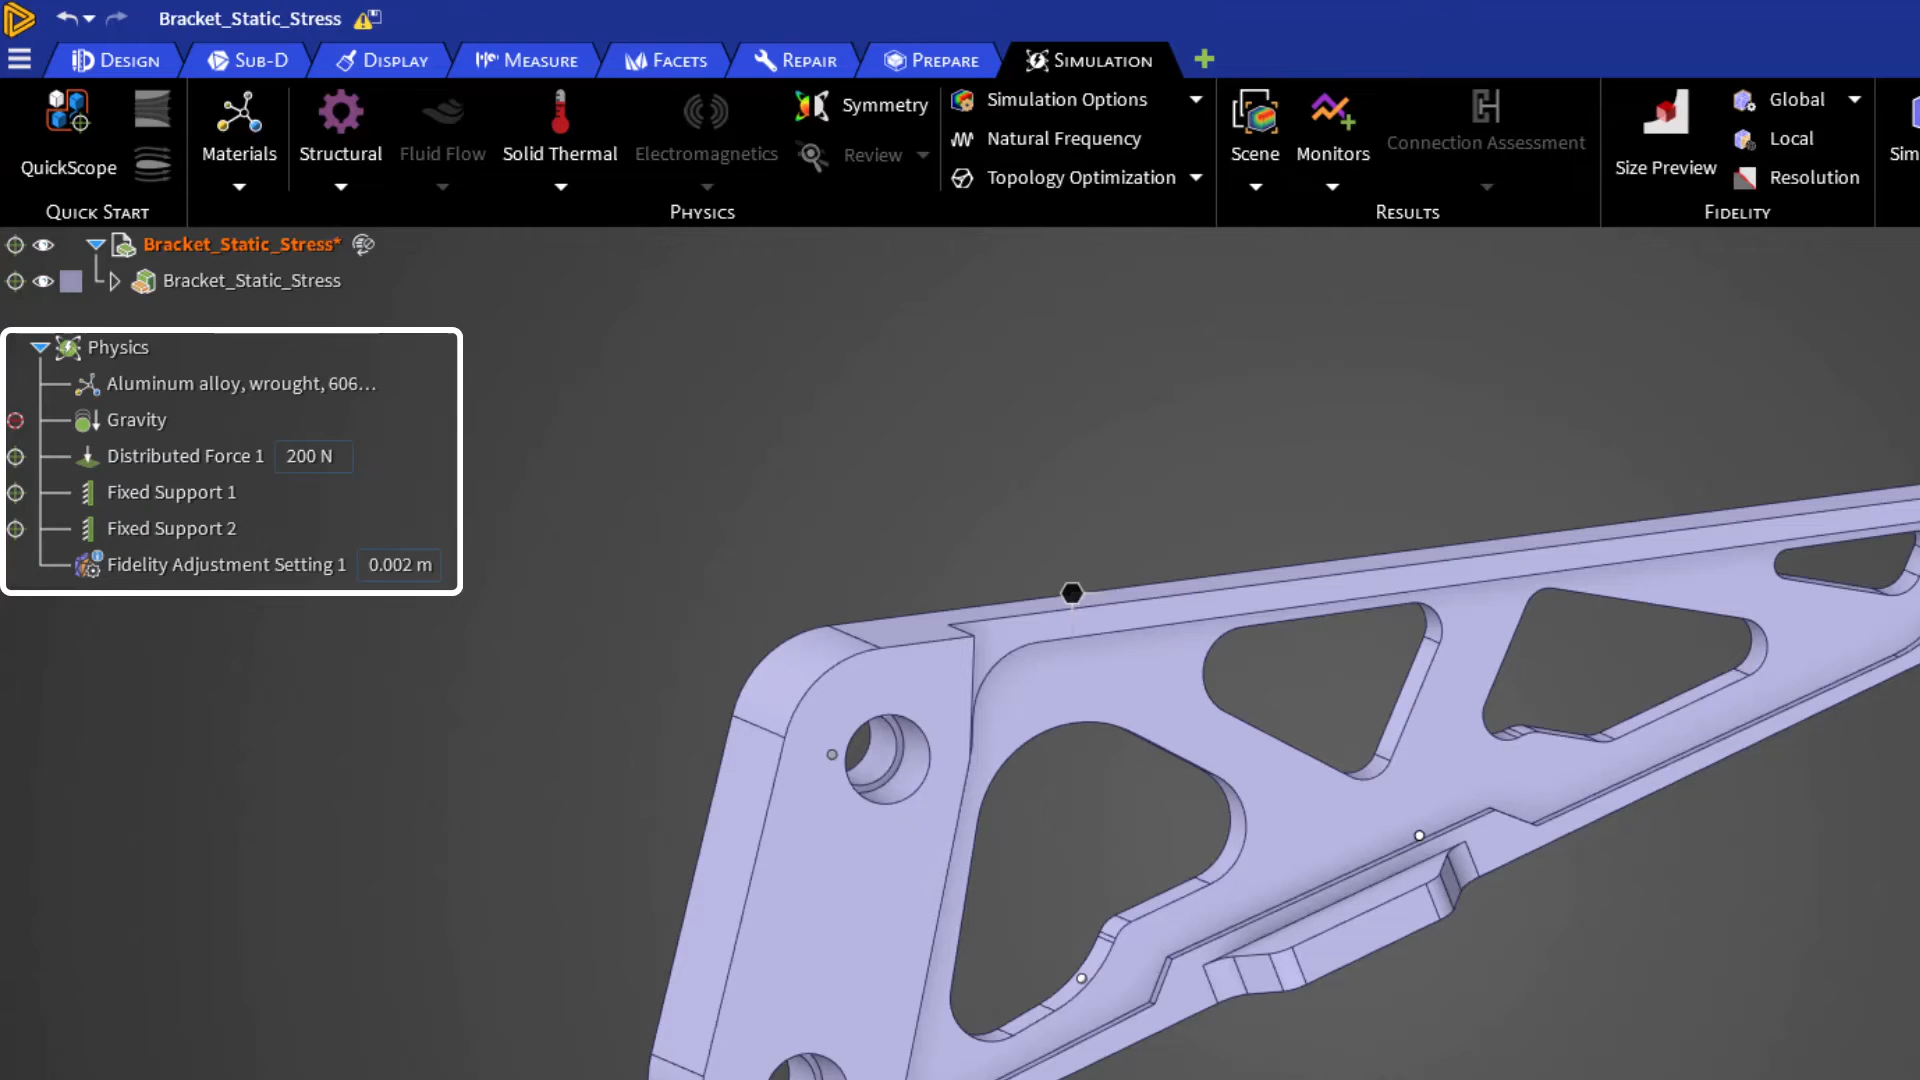 Bracket_Static_Stress
DESIGN SUB-D DISPLAY MEASURE FACETS REPAIR PREPARE SIMULATION
QuickScope
QUICK START
Materials
Structural
Fluid Flow
Solid Thermal
Electromagnetics
Symmetry
Review
Simulation Options
Natural Frequency
Topology Optimization
PHYSICS
Scene
Monitors
Connection Assessment
RESULTS
Size Preview
Global
Local
Resolution
FIDELITY
Sim
Bracket_Static_Stress*
Bracket_Static_Stress
Physics
Aluminum alloy, wrought, 606...
Gravity
Distributed Force 1 200 N
Fixed Support 1
Fixed Support 2
Fidelity Adjustment Setting 1 0.002 m